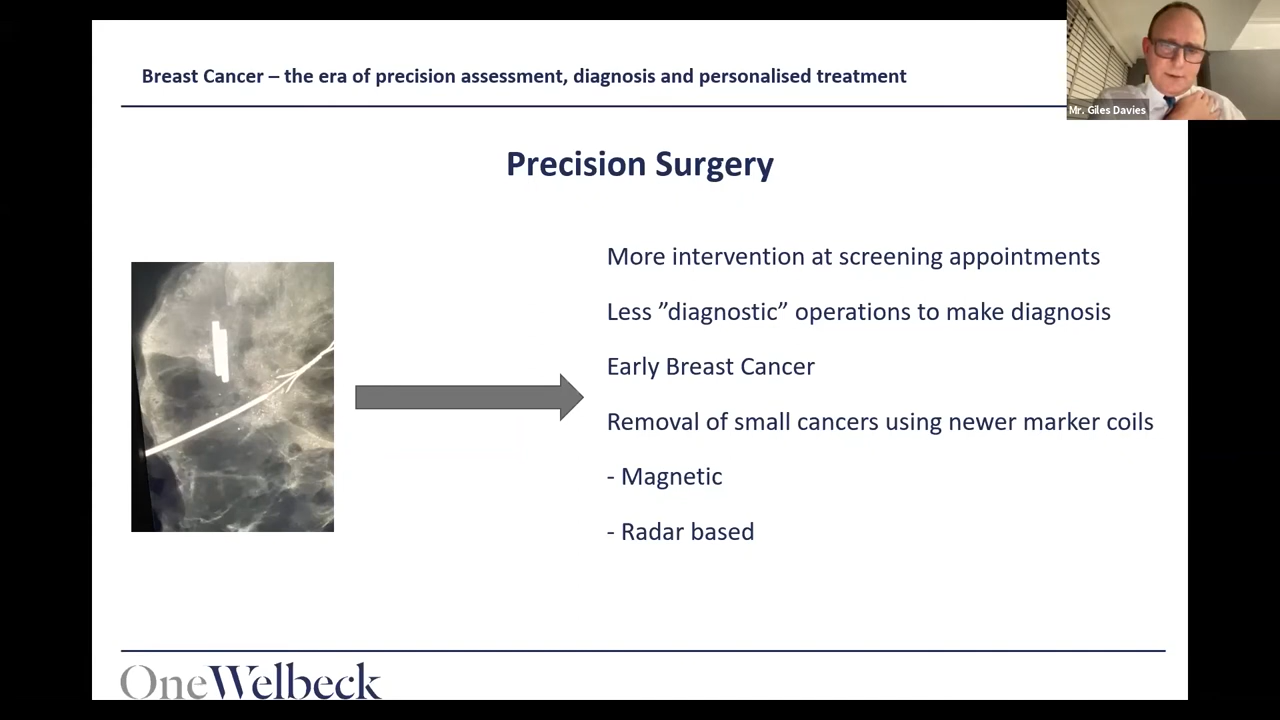 Breast Cancer – the era of precision assessment, diagnosis and personalised treatment
Mr. Giles Davies
Precision Surgery
More intervention at screening appointments
Less ”diagnostic” operations to make diagnosis
Early Breast Cancer
Removal of small cancers using newer marker coils
- Magnetic
- Radar based
OneWelbeck